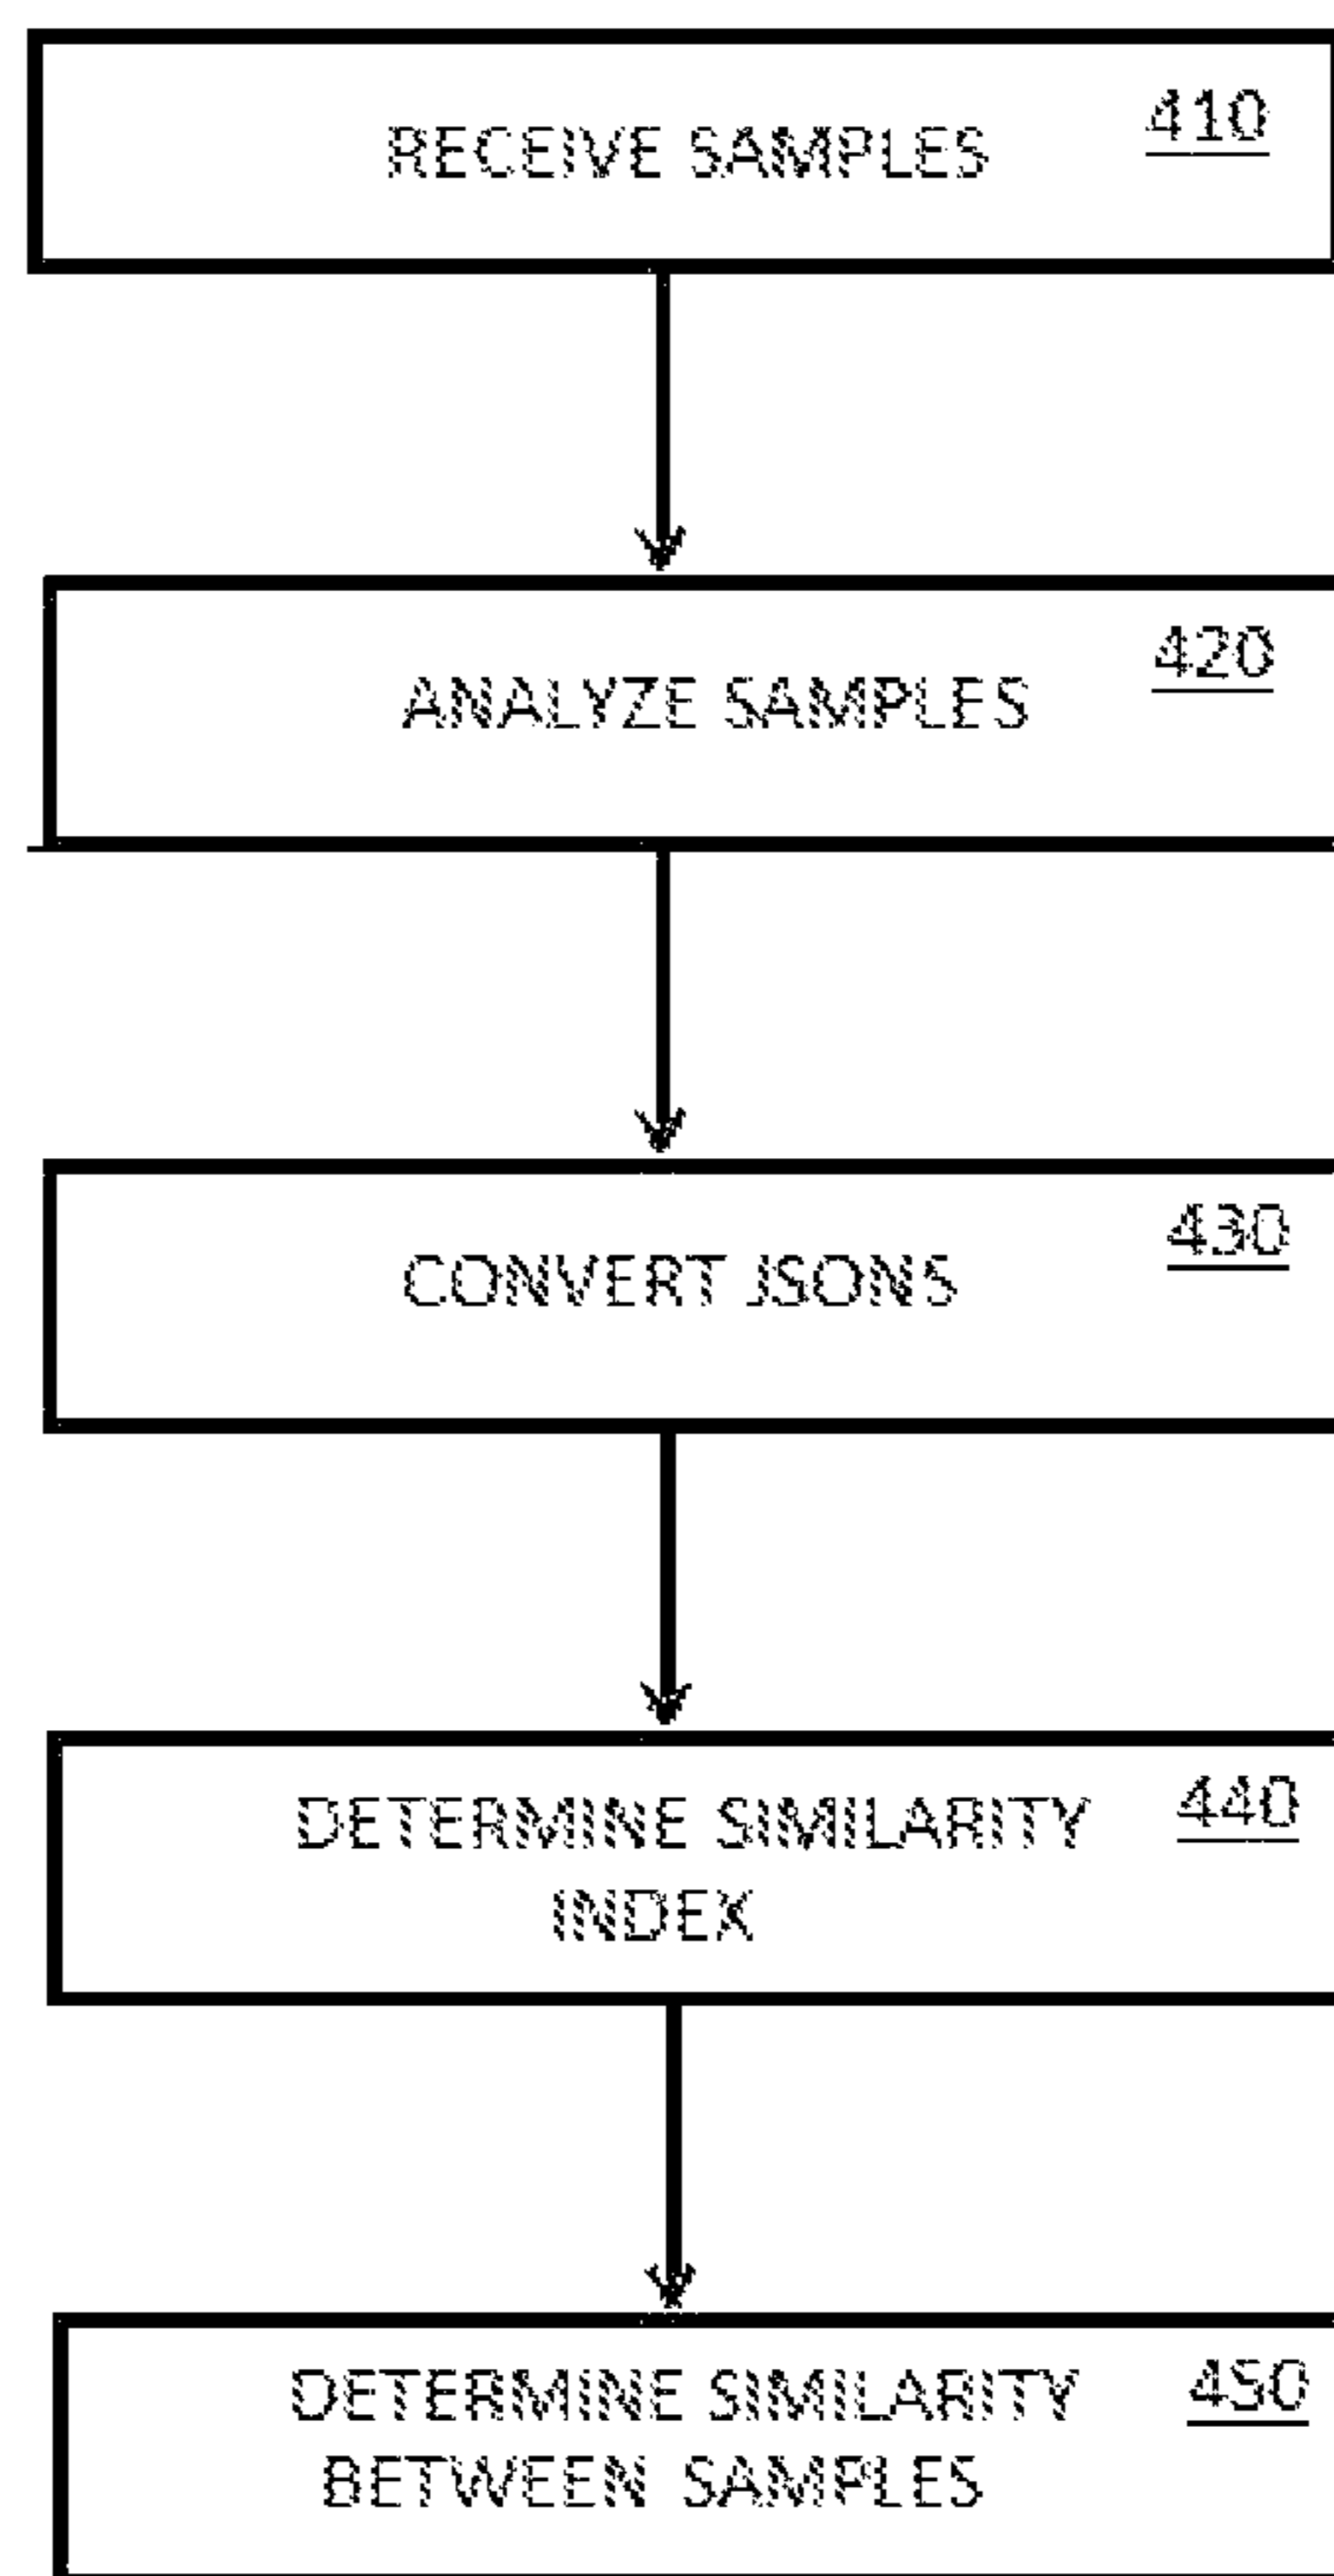 RECEIVE SAMPLES 410
ANALYZE SAMPLES 420
CONVERT JSONS 430
DETERMINE SIMILARITY 440
INDEX
DETERMINE SIMILARITY 450
BETWEEN SAMPLES